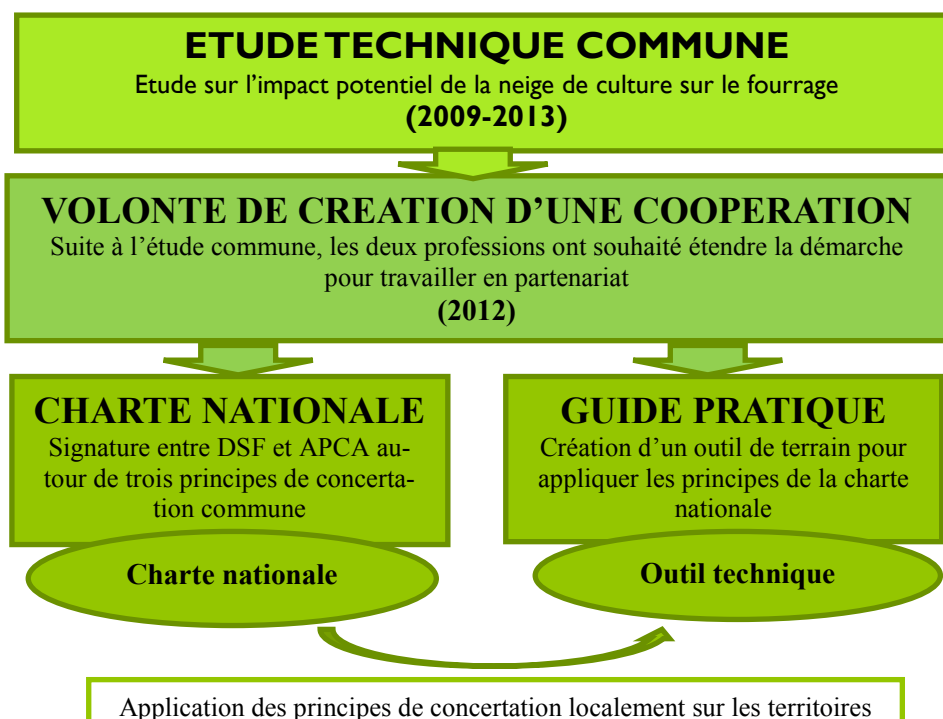 ETUDE TECHNIQUE COMMUNE
Etude sur l'impact potentiel de la neige de culture sur le fourrage
(2009-2013)
VOLONTE DE CREATION D'UNE COOPERATION
Suite à l'étude commune, les deux professions ont souhaité étendre la démarche
pour travailler en partenariat
(2012)
CHARTE NATIONALE
Signature entre DSF et APCA au-
tour de trois principes de concerta-
tion commune
Charte nationale
GUIDE PRATIQUE
Création d'un outil de terrain pour
appliquer les principes de la charte
nationale
Outil technique
Application des principes de concertation localement sur les territoires